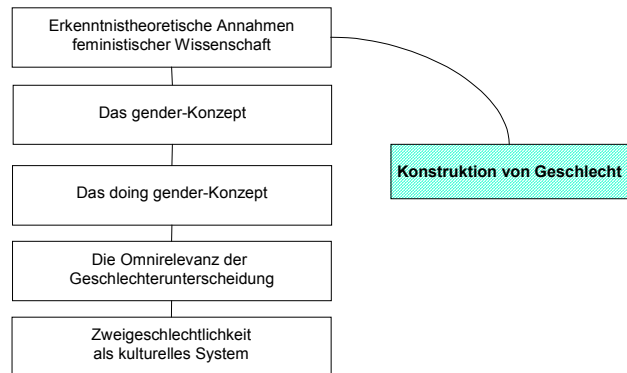 Erkenntnistheoretische Annahmen
feministischer Wissenschaft
Das gender-Konzept
Konstruktion von Geschlecht
Das doing gender-Konzept
Die Omnirelevanz der
Geschlechterunterscheidung
Zweigeschlechtlichkeit
als kulturelles System